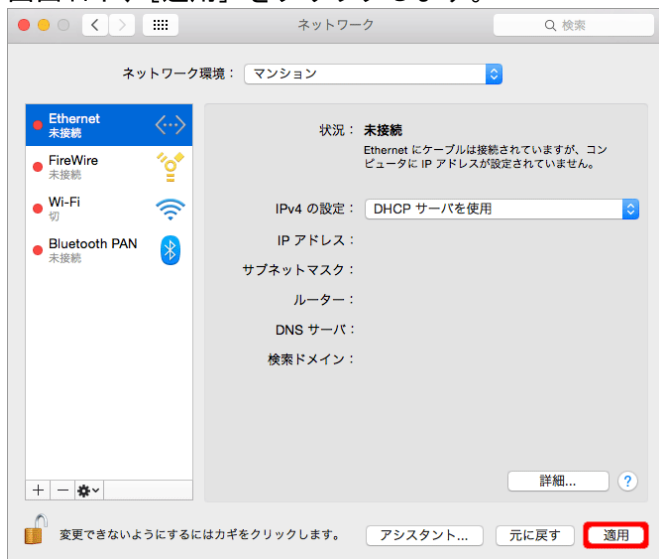 ネットワーク
検索
ネットワーク環境： マンション
Ethernet
未接続
FireWire
未接続
Wi-Fi
切
Bluetooth PAN
未接続
状況： 未接続
Ethernet にケーブルは接続されていますが、コン
ピュータに IP アドレスが設定されていません。
IPv4 の設定： DHCP サーバを使用
IP アドレス：
サブネットマスク：
ルーター：
DNS サーバ：
検索ドメイン：
詳細... ?
変更できないようにするにはカギをクリックします。
アシスタント... 元に戻す 適用